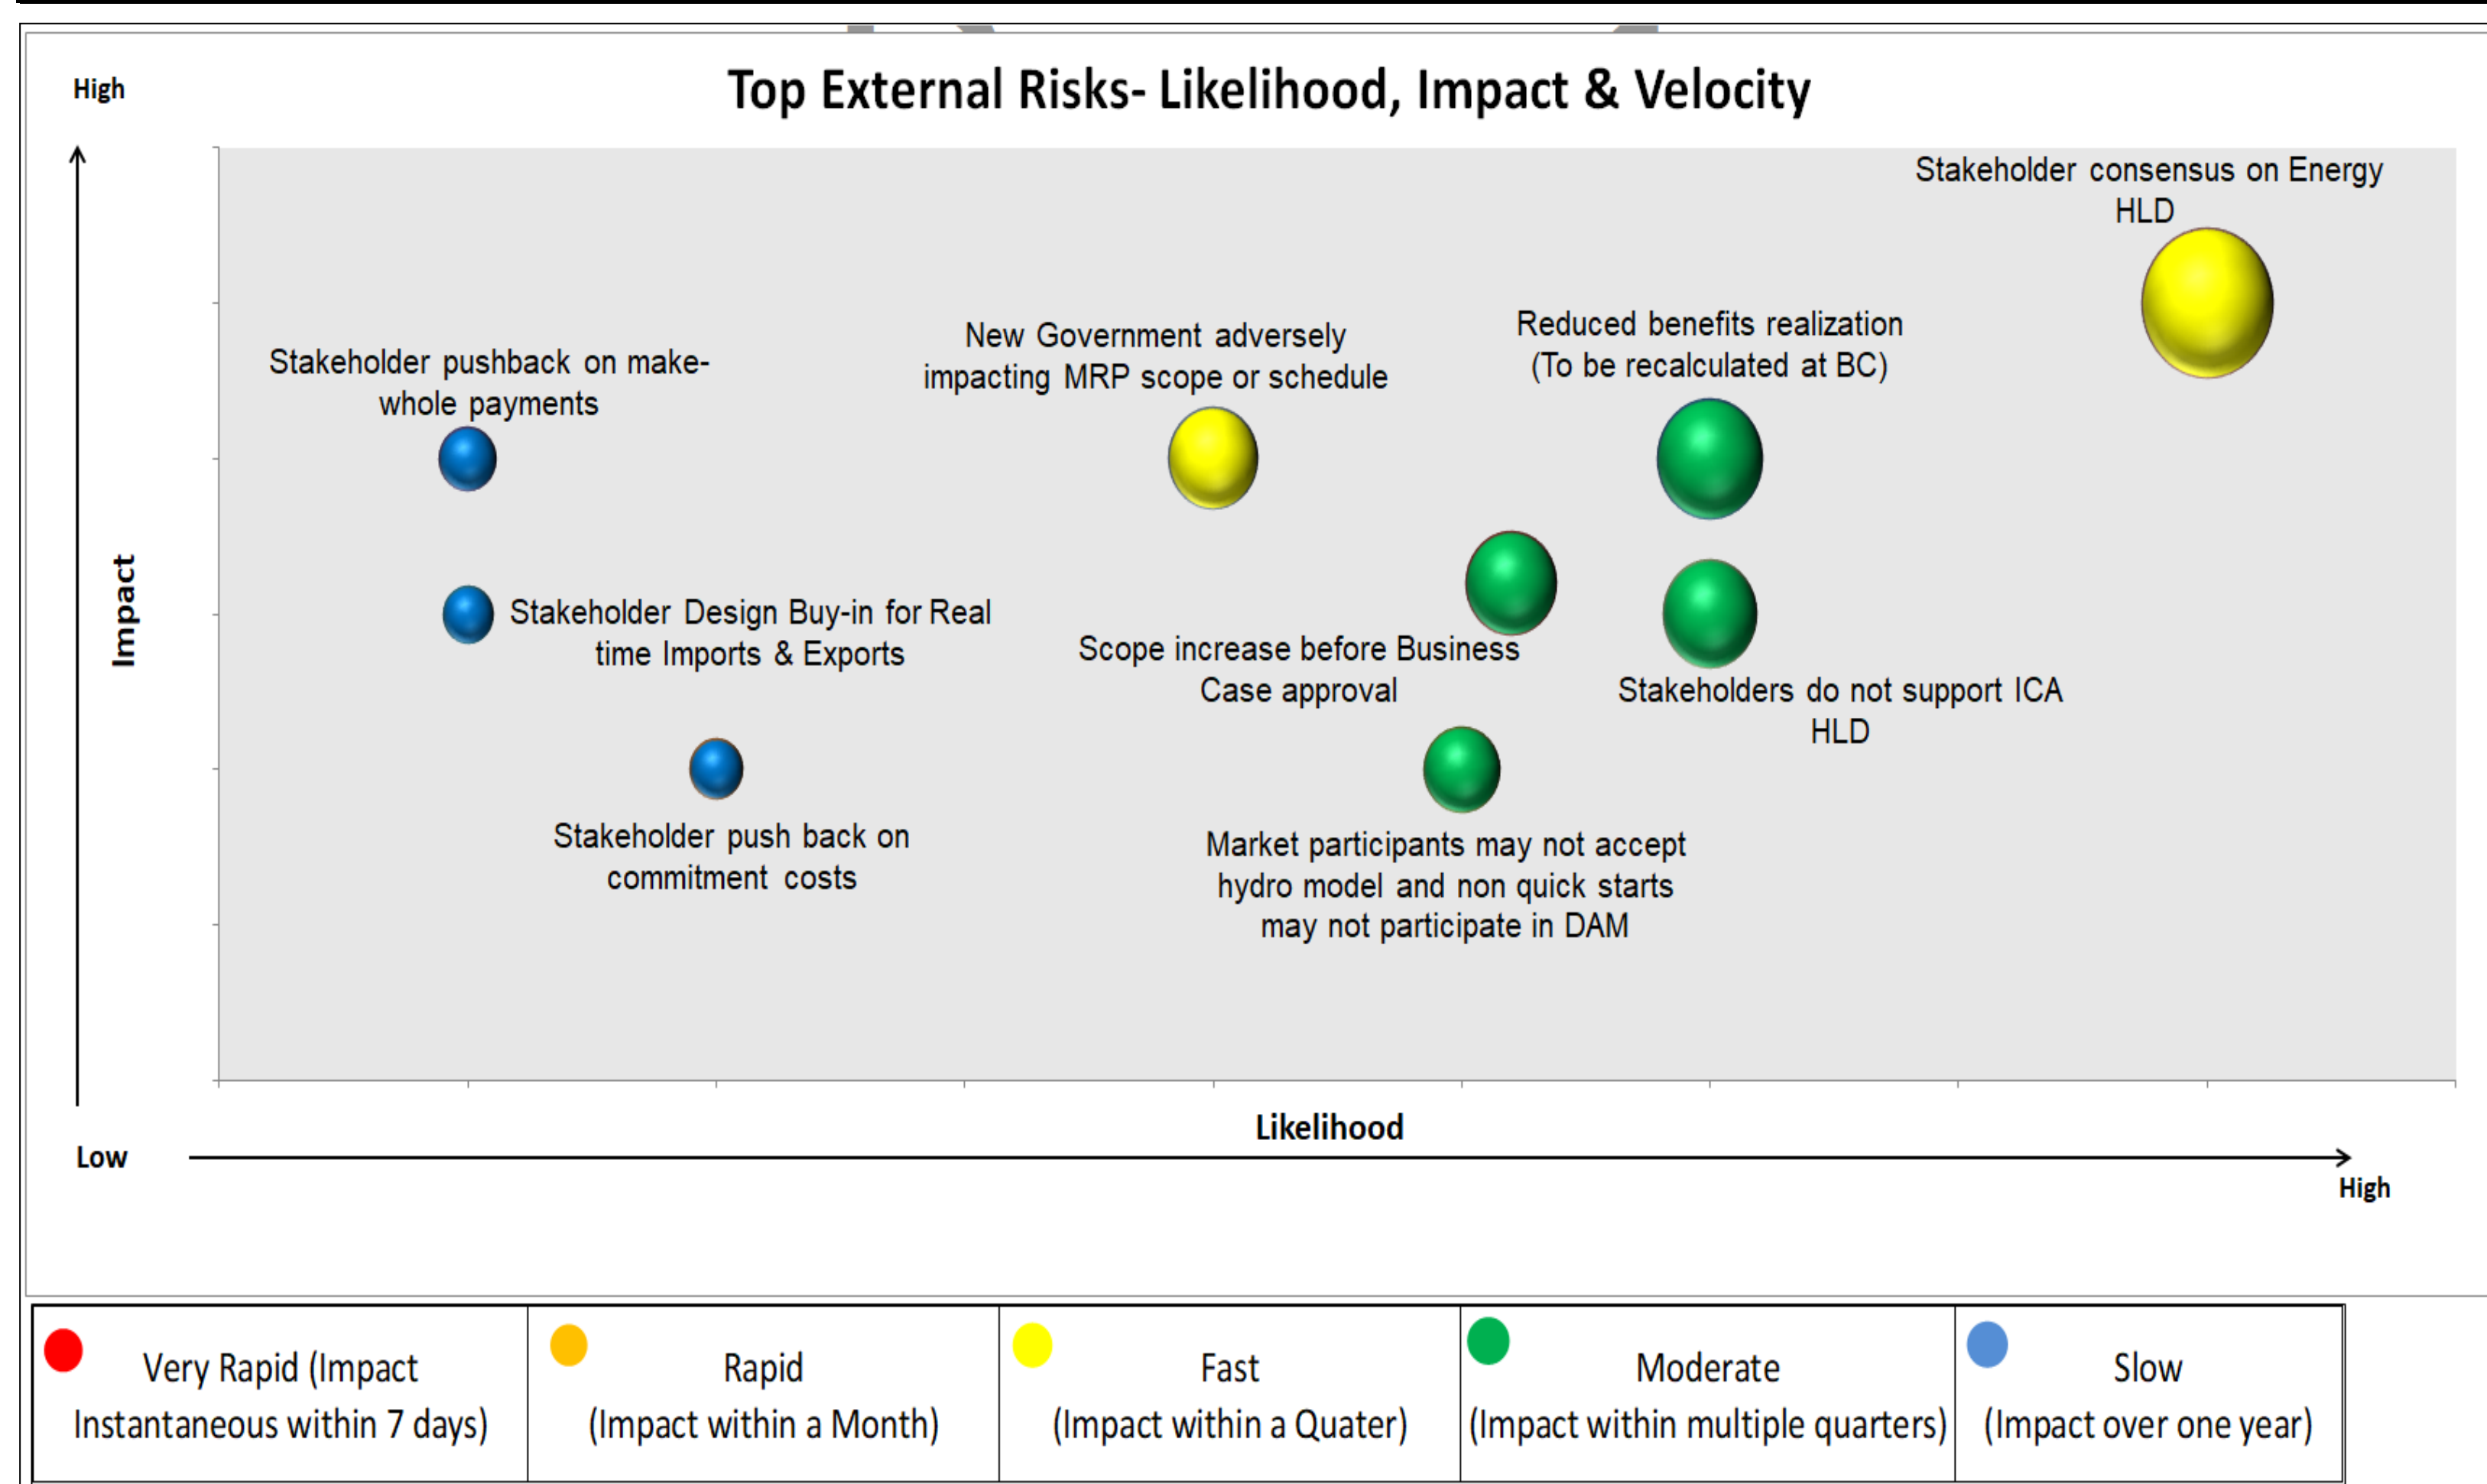 High
Top External Risks- Likelihood, Impact & Velocity
Stakeholder consensus on Energy
HLD
New Government adversely
impacting MRP scope or schedule
Reduced benefits realization
(To be recalculated at BC)
Stakeholder pushback on make-
whole payments
Impact
Stakeholder Design Buy-in for Real
time Imports & Exports
Scope increase before Business
Case approval
Stakeholders do not support ICA
HLD
Stakeholder push back on
commitment costs
Market participants may not accept
hydro model and non quick starts
may not participate in DAM
Likelihood
Low
High
Very Rapid (Impact
Instantaneous within 7 days)
Rapid
(Impact within a Month)
Fast
(Impact within a Quater)
Moderate
(Impact within multiple quarters)
Slow
(Impact over one year)